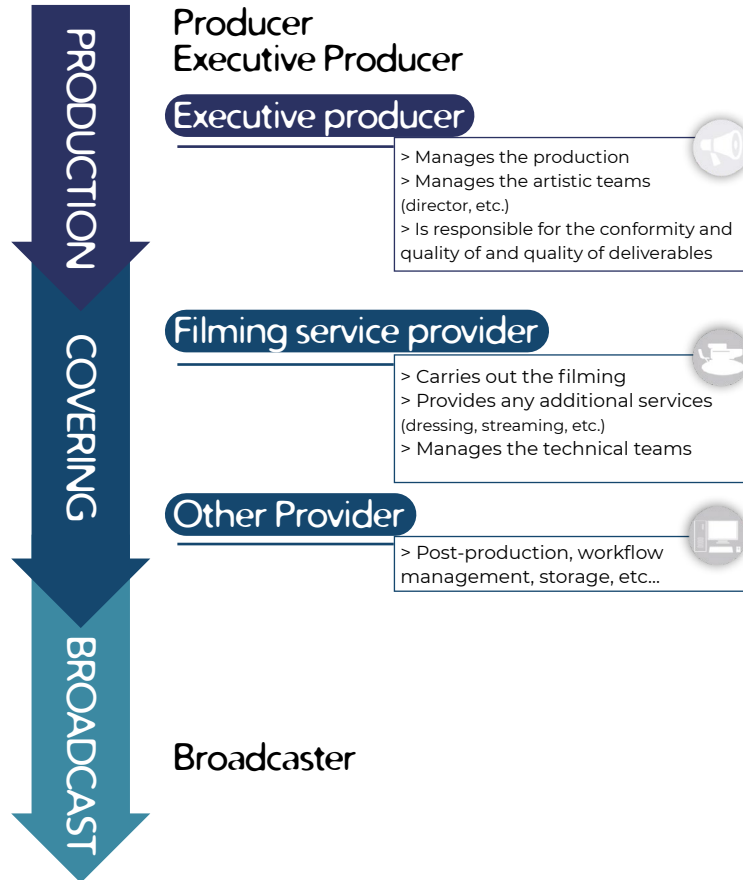 PRODUCTION
Producer
Executive Producer
Executive producer
> Manages the production
> Manages the artistic teams
(director, etc.)
> Is responsible for the conformity and
quality of and quality of deliverables
COVERING
Filming service provider
> Carries out the filming
> Provides any additional services
(dressing, streaming, etc.)
> Manages the technical teams
Other Provider
> Post-production, workflow
management, storage, etc...
BROADCAST
Broadcaster